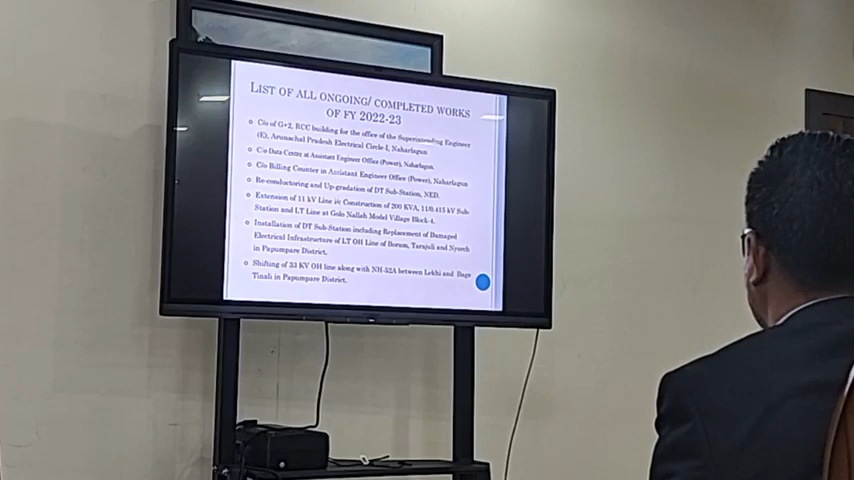 LIST OF ALL ONGOING/ COMPLETED WORKS
OF FY 2022-23
C/o of G+2, RCC building for the office of the Superintending Engineer
(E), Arunachal Pradesh Electrical Circle-I, Naharlagun
C/o Data Centre at Assistant Engineer Office (Power), Naharlagun.
C/o Billing Counter in Assistant Engineer Office (Power), Naharlagun
Re-conductoring and Up-gradation of DT Sub-Station, NED.
Extension of 11 kV Line i/c Construction of 200 KVA, 11/0.415 kV Sub-
Station and LT Line at Golo Nallah Model Village Block-4.
Installation of DT Sub-Station including Replacement of Damaged
Electrical Infrastructure of LT OH Line of Borum, Tarajuli and Nyorch
in Papumpare District.
Shifting of 33 KV OH line along with NH-52A between Lekhi and Bage
Tinali in Papumpare District.